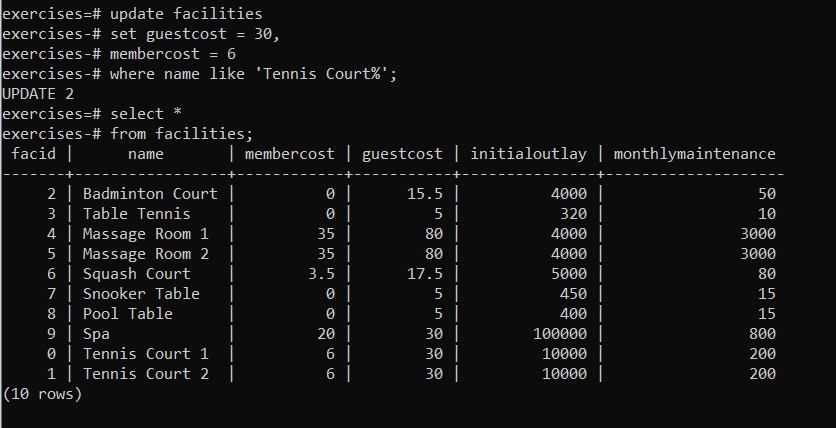 exercises=# update facilities
exercises-# set guestcost = 30,
exercises-# membercost = 6
exercises-# where name like 'Tennis Court%';
UPDATE 2
exercises=# select *
exercises-# from facilities;
 facid |      name       | membercost | guestcost | initialoutlay | monthlymaintenance
-------+-----------------+------------+-----------+---------------+--------------------
     2 | Badminton Court |          0 |      15.5 |          4000 |                 50
     3 | Table Tennis    |          0 |         5 |           320 |                 10
     4 | Massage Room 1  |         35 |        80 |          4000 |               3000
     5 | Massage Room 2  |         35 |        80 |          4000 |               3000
     6 | Squash Court    |        3.5 |      17.5 |          5000 |                 80
     7 | Snooker Table   |          0 |         5 |           450 |                 15
     8 | Pool Table      |          0 |         5 |           400 |                 15
     9 | Spa             |         20 |        30 |        100000 |                800
     0 | Tennis Court 1  |          6 |        30 |         10000 |                200
     1 | Tennis Court 2  |          6 |        30 |         10000 |                200
(10 rows)